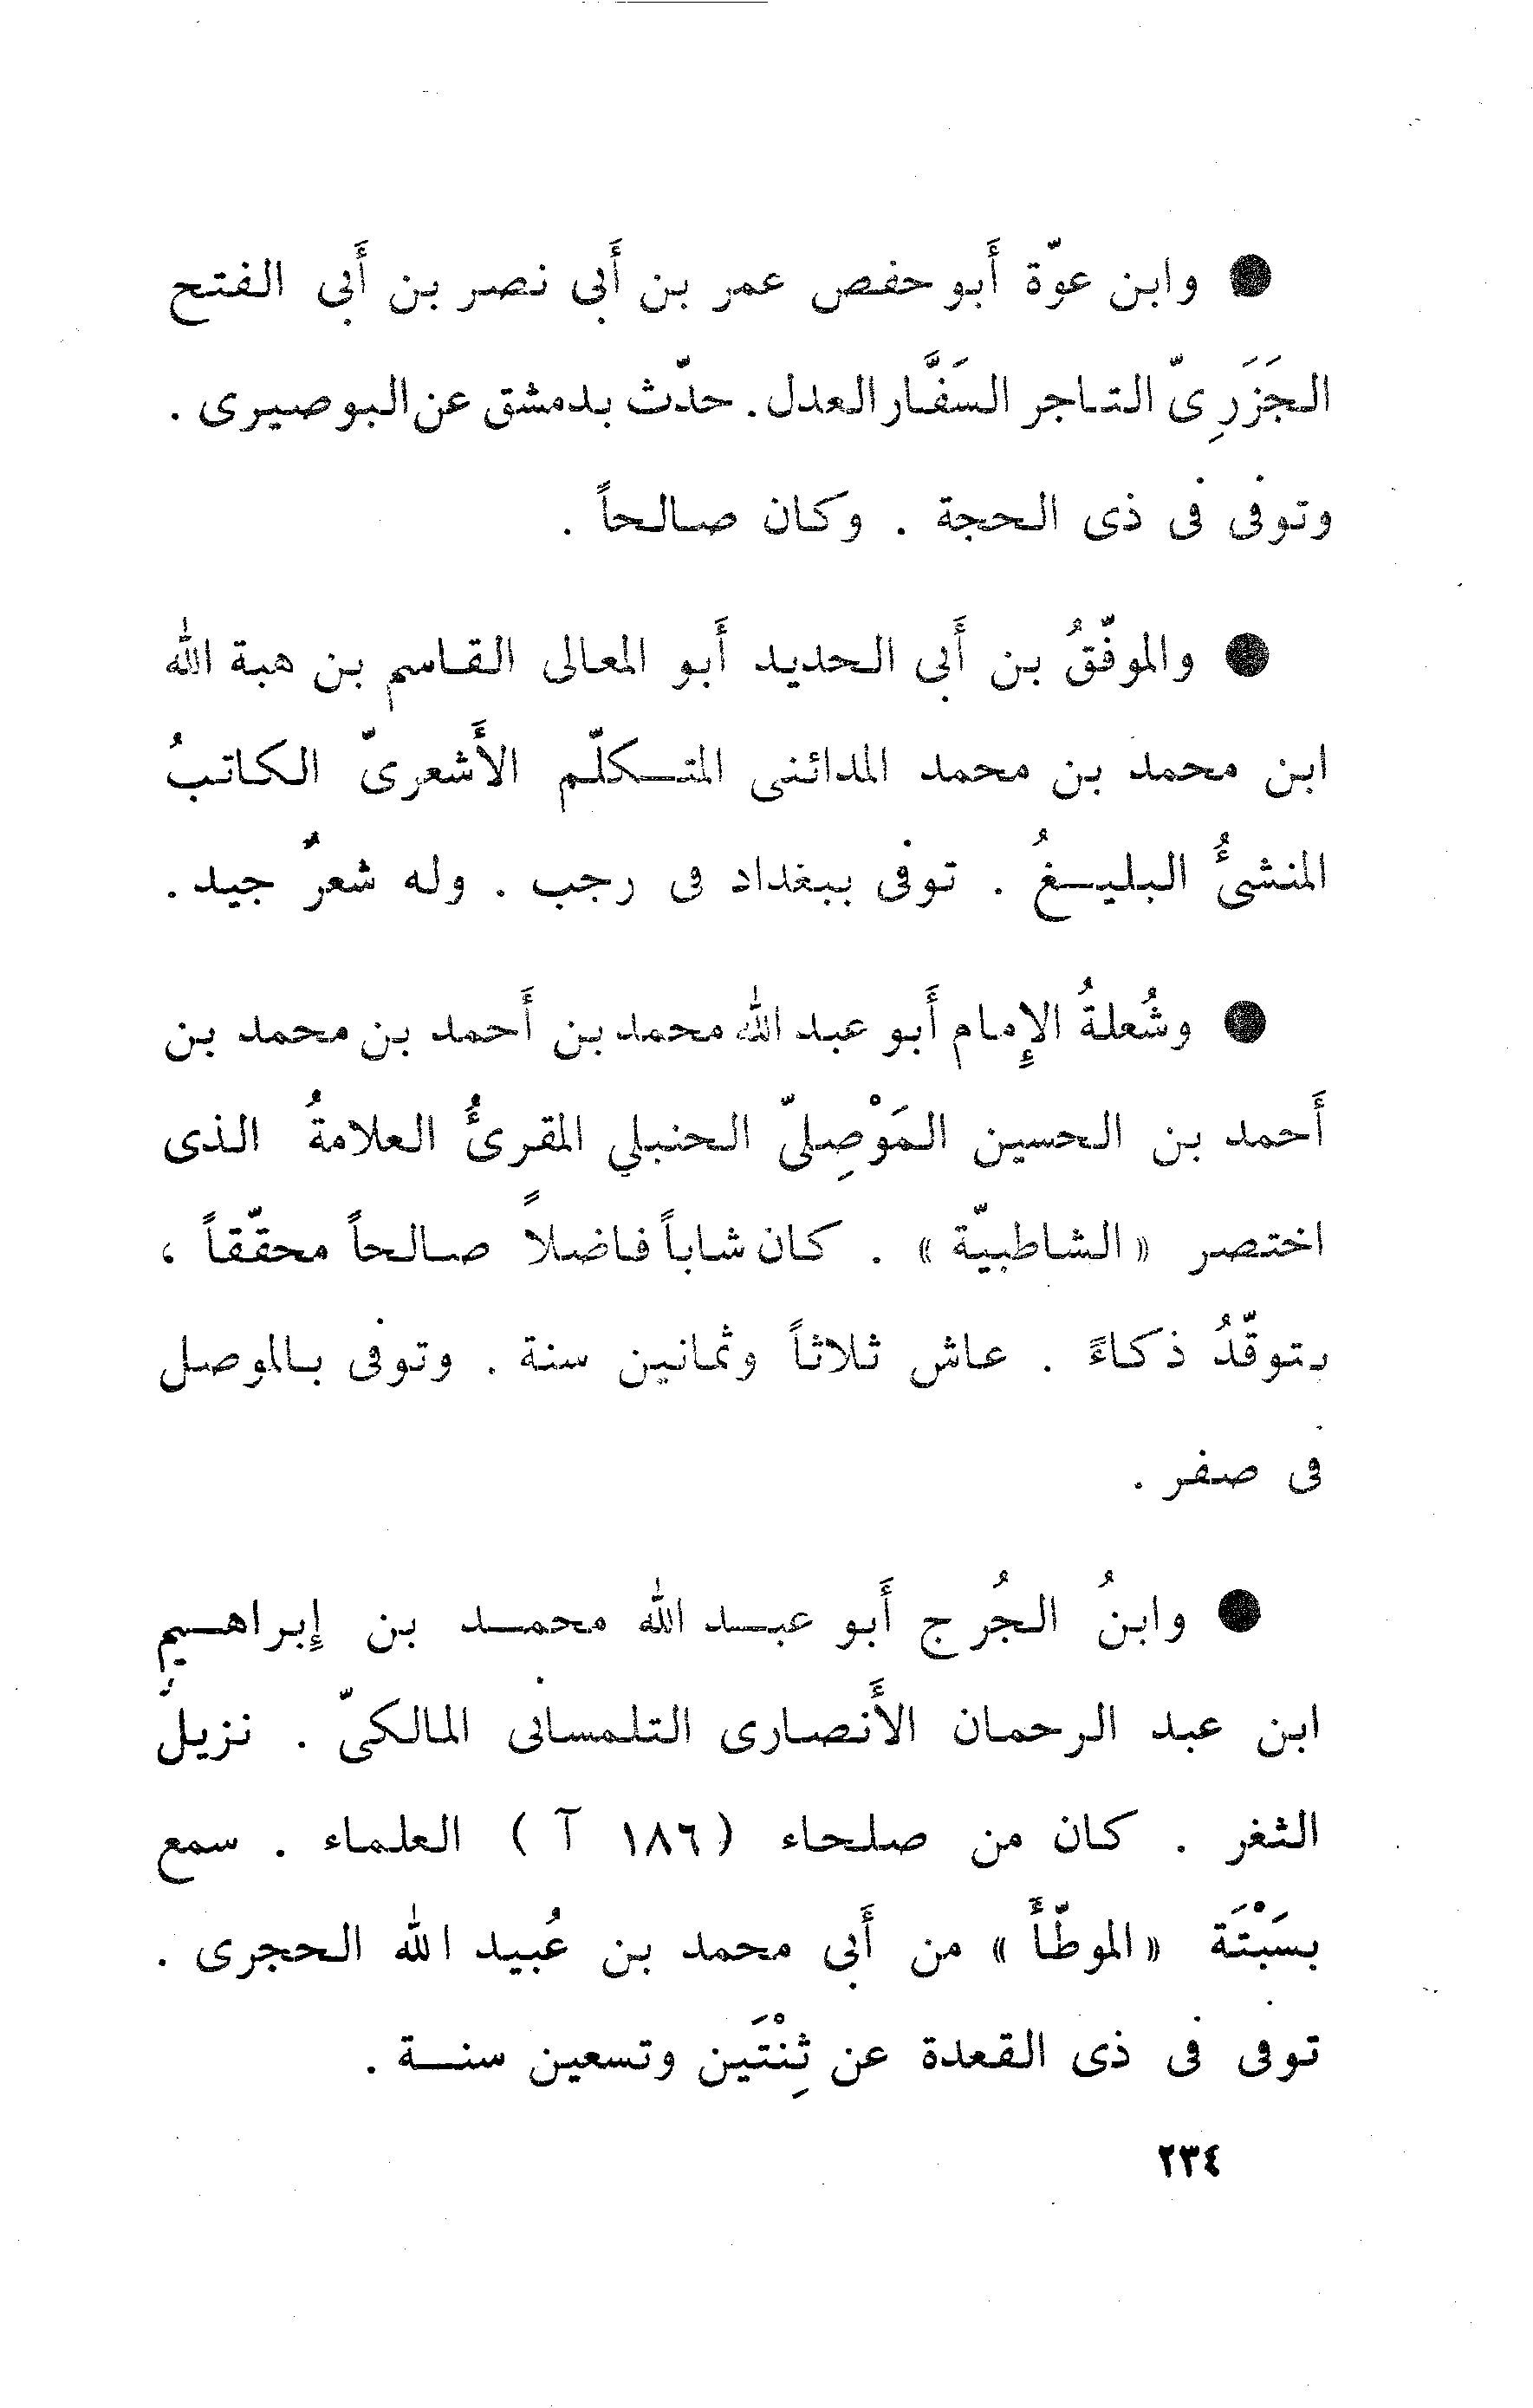 ● وابن عوّة أَبو حفص عمر بن أَبى نصر بن أَبى الفتح
الجَزَرِىّ التاجر السَفَّار العدل . حدّث بدمشق عن البوصيرى .
وتوفى فى ذى الحجة . وكان صالحاً .
● والموفّقُ بن أَبى الحديد أَبو المعالى القاسم بن هبة الله
ابن محمد بن محمد المدائنى المتكلّم الأَشعرىّ الكاتبُ
المنشىُٔ البليغُ . توفى ببغداد فى رجب . وله شعرٌ جيد .
● وشُعلةُ الإِمام أَبو عبد الله محمد بن أَحمد بن محمد بن
أَحمد بن الحسين المَوْصِلىّ الحنبلي المقرىُٔ العلامةُ الذى
اختصر « الشاطبيّة » . كان شاباً فاضلاً صالحاً محقّقاً ،
يتوقّدُ ذكاءً . عاش ثلاثاً وثمانين سنة . وتوفى بالموصل
فى صفر .
● وابنُ الجُرج أَبو عبد الله محمد بن إِبراهيم
ابن عبد الرحمان الأَنصارى التلمسانى المالكىّ . نزيل
الثغر . كان من صلحاء ( ١٨٦ آ ) العلماء . سمع
بسَبْتَة « الموطّأَ » من أَبى محمد بن عُبيد الله الحجرى .
توفى فى ذى القعدة عن ثِنْتَين وتسعين سنة .
٢٣٤